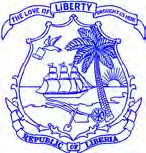 THE LOVE OF LIBERTY BROUGHT US HERE
REPUBLIC OF LIBERIA